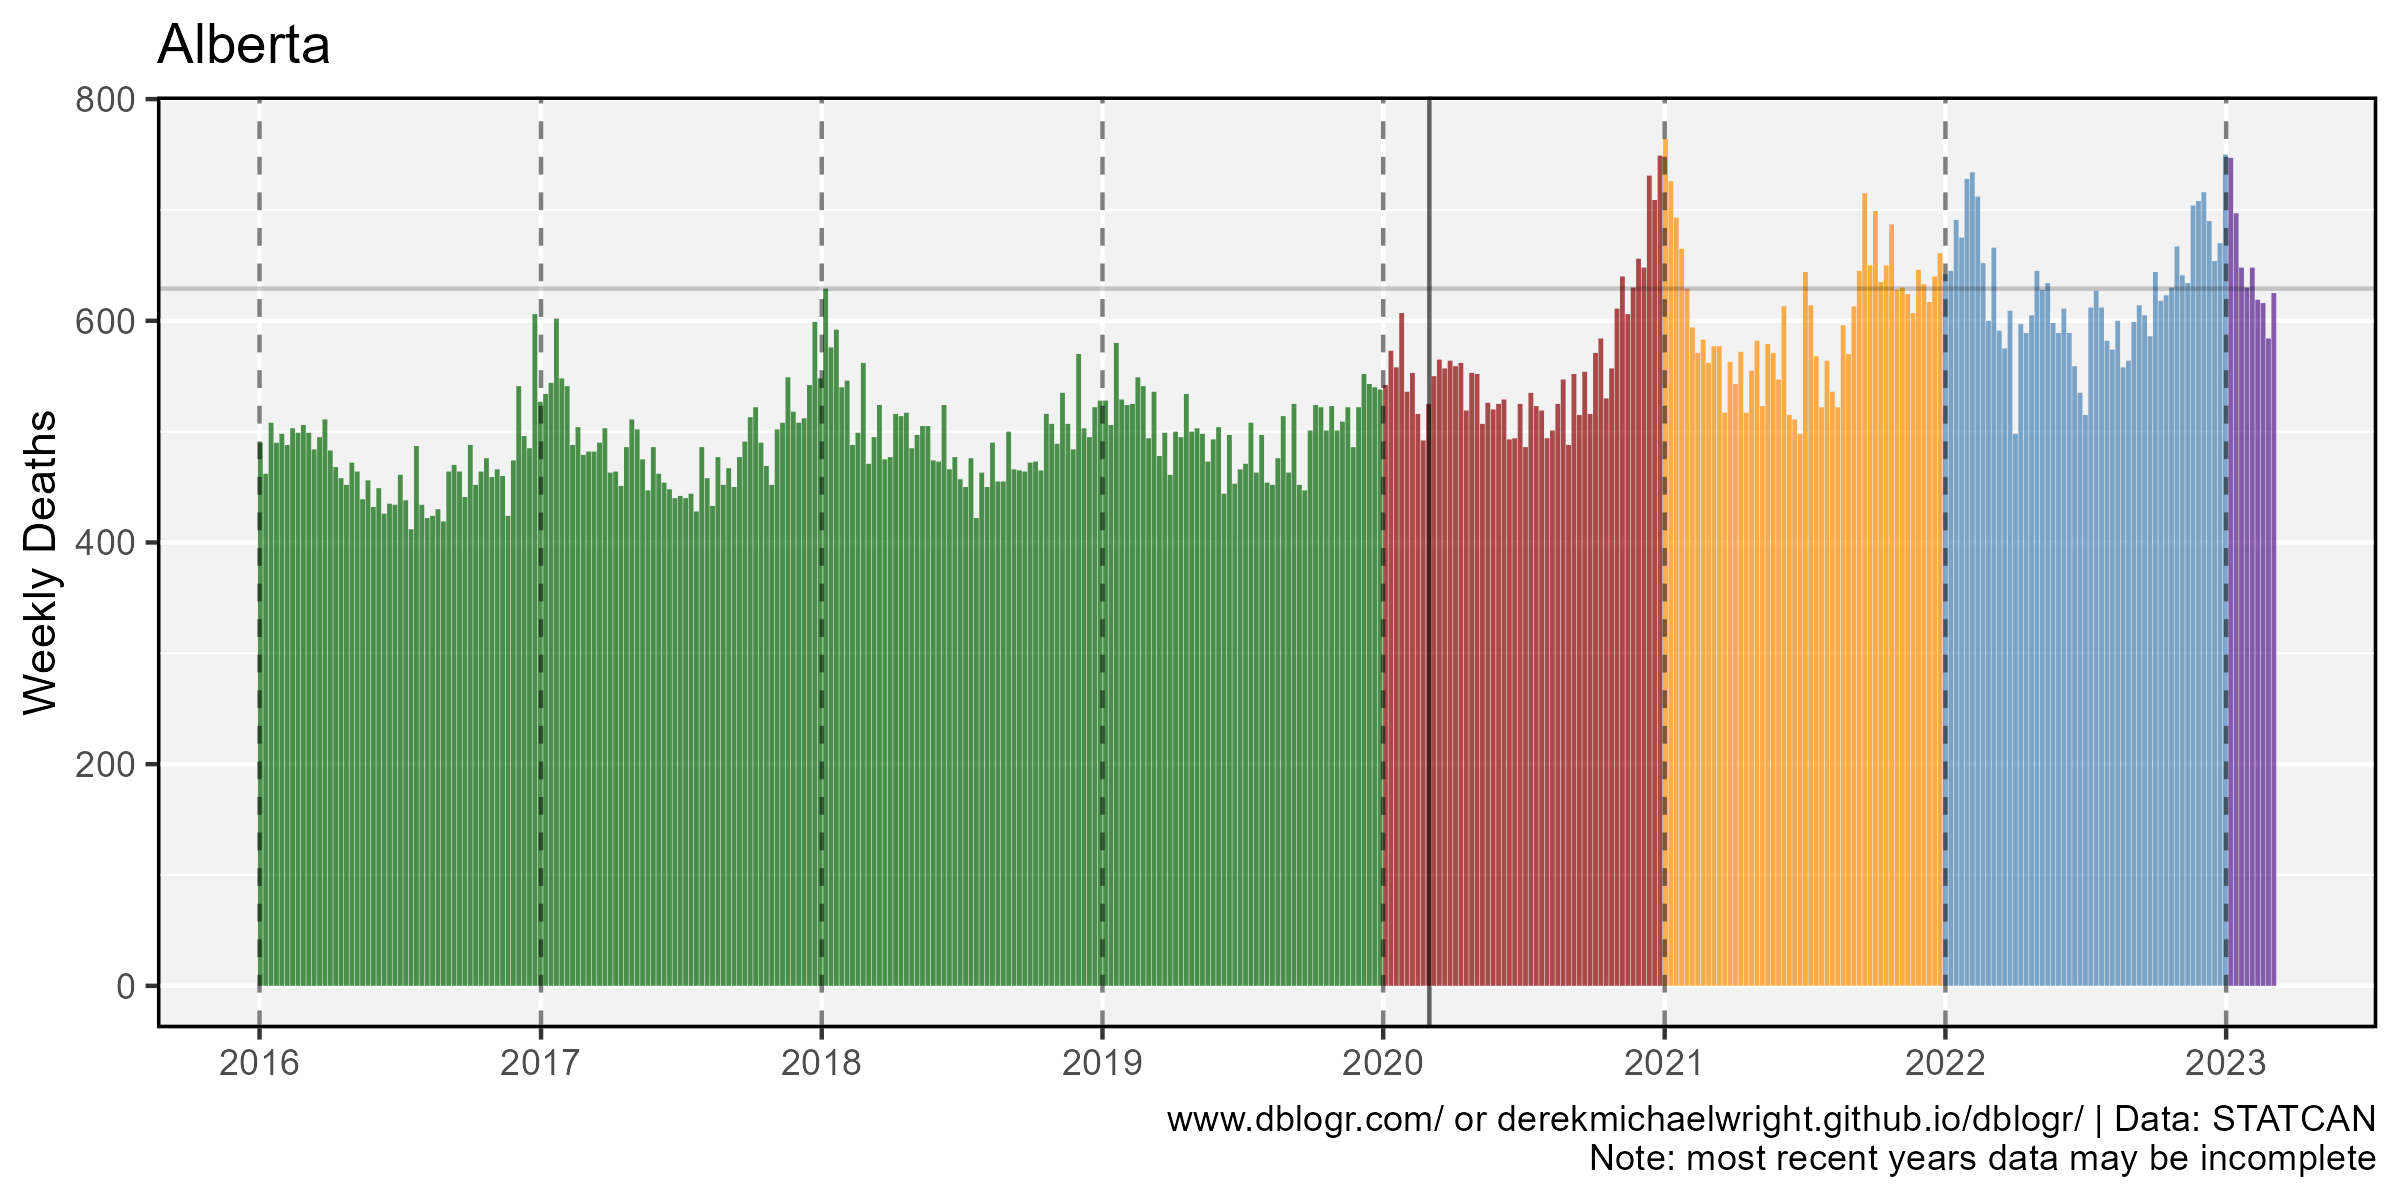 Alberta
800
600
400
200
0
Weekly Deaths
2016 2017 2018 2019 2020 2021 2022 2023
www.dblogr.com/ or derekmichaelwright.github.io/dblogr/ | Data: STATCAN
Note: most recent years data may be incomplete